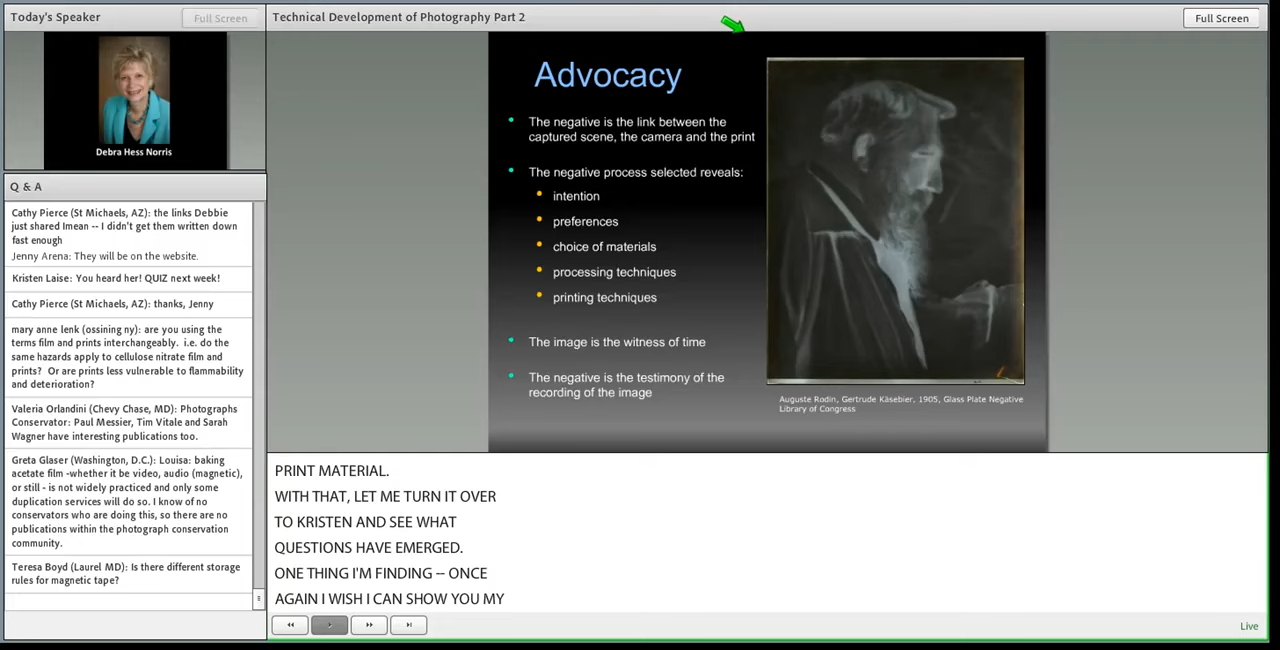 Today's Speaker
Full Screen
Technical Development of Photography Part 2
Full Screen
Debra Hess Norris
Q & A
Cathy Pierce (St Michaels, AZ): the links Debbie
just shared Imean -- I didn't get them written down
fast enough
Jenny Arena: They will be on the website.
Kristen Laise: You heard her! QUIZ next week!
Cathy Pierce (St Michaels, AZ): thanks, Jenny
mary anne lenk (ossining ny): are you using the
terms film and prints interchangeably.  i.e. do the
same hazards apply to cellulose nitrate film and
prints?  Or are prints less vulnerable to flammability
and deterioration?
Valeria Orlandini (Chevy Chase, MD): Photographs
Conservator: Paul Messier, Tim Vitale and Sarah
Wagner have interesting publications too.
Greta Glaser (Washington, D.C.): Louisa: baking
acetate film -whether it be video, audio (magnetic),
or still - is not widely practiced and only some
duplication services will do so. I know of no
conservators who are doing this, so there are no
publications within the photograph conservation
community.
Teresa Boyd (Laurel MD): Is there different storage
rules for magnetic tape?
Advocacy
• The negative is the link between the
captured scene, the camera and the print
• The negative process selected reveals:
• intention
• preferences
• choice of materials
• processing techniques
• printing techniques
• The image is the witness of time
• The negative is the testimony of the
recording of the image
Auguste Rodin, Gertrude Käsebier, 1905, Glass Plate Negative
Library of Congress
PRINT MATERIAL.
WITH THAT, LET ME TURN IT OVER
TO KRISTEN AND SEE WHAT
QUESTIONS HAVE EMERGED.
ONE THING I'M FINDING -- ONCE
AGAIN I WISH I CAN SHOW YOU MY
Live